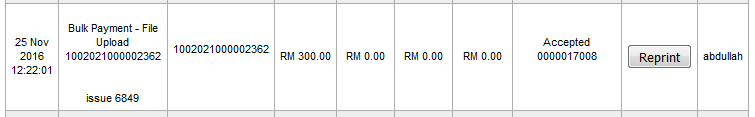 25 Nov
2016
12:22:01
Bulk Payment - File
Upload
1002021000002362
issue 6849
1002021000002362
RM 300.00
RM 0.00
RM 0.00
RM 0.00
Accepted
0000017008
Reprint
abdullah